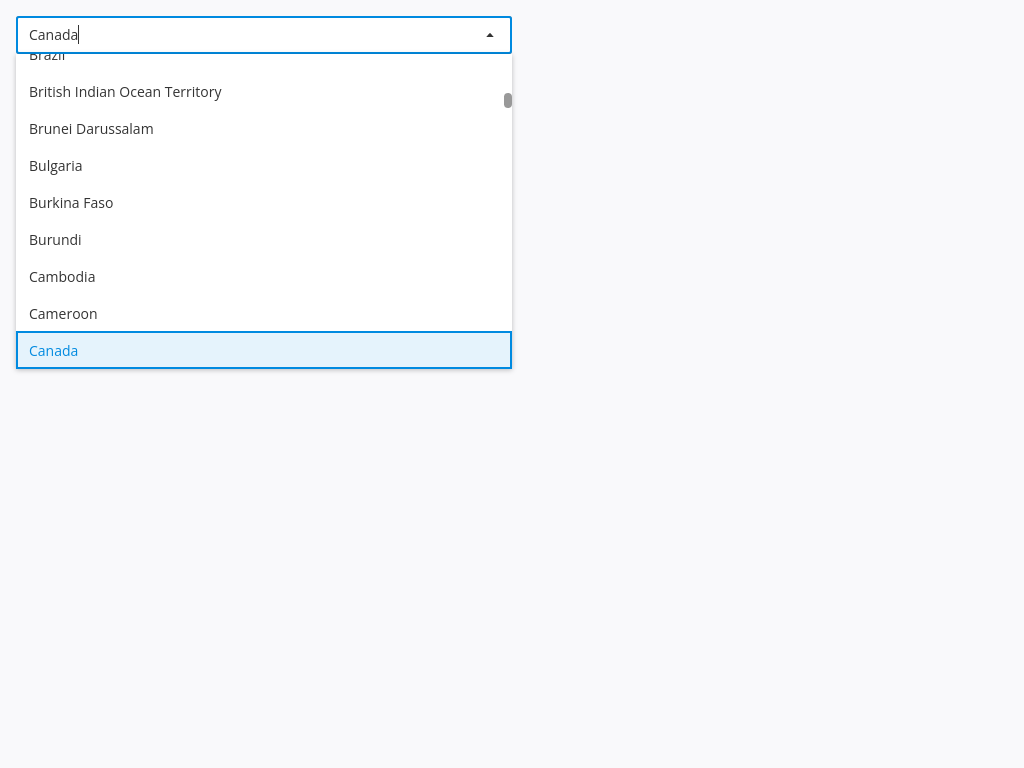 Canada
Brazil
British Indian Ocean Territory
Brunei Darussalam
Bulgaria
Burkina Faso
Burundi
Cambodia
Cameroon
Canada